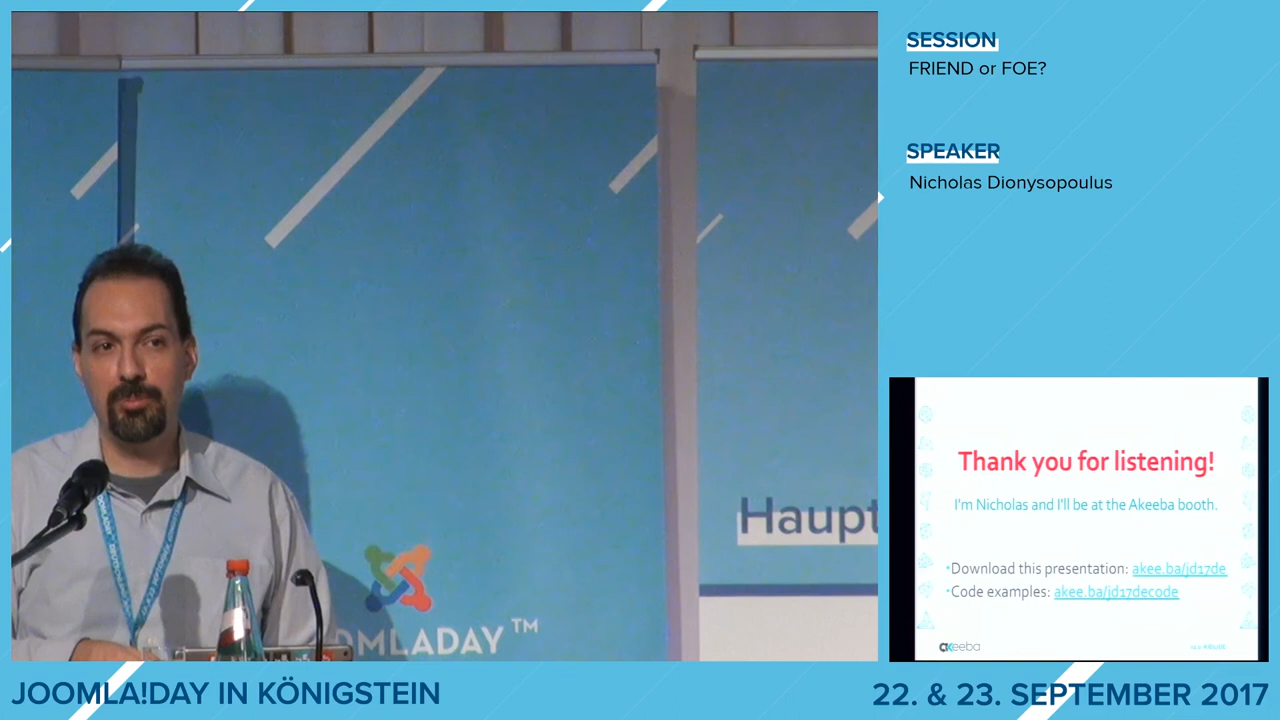 SESSION
FRIEND or FOE?
SPEAKER
Nicholas Dionysopoulus
Haupt
OMLADAY™
Thank you for listening!
I'm Nicholas and I'll be at the Akeeba booth.
•Download this presentation: akee.ba/jd17de
•Code examples: akee.ba/jd17decode
akeeba
JOOMLA!DAY IN KÖNIGSTEIN
22. & 23. SEPTEMBER 2017